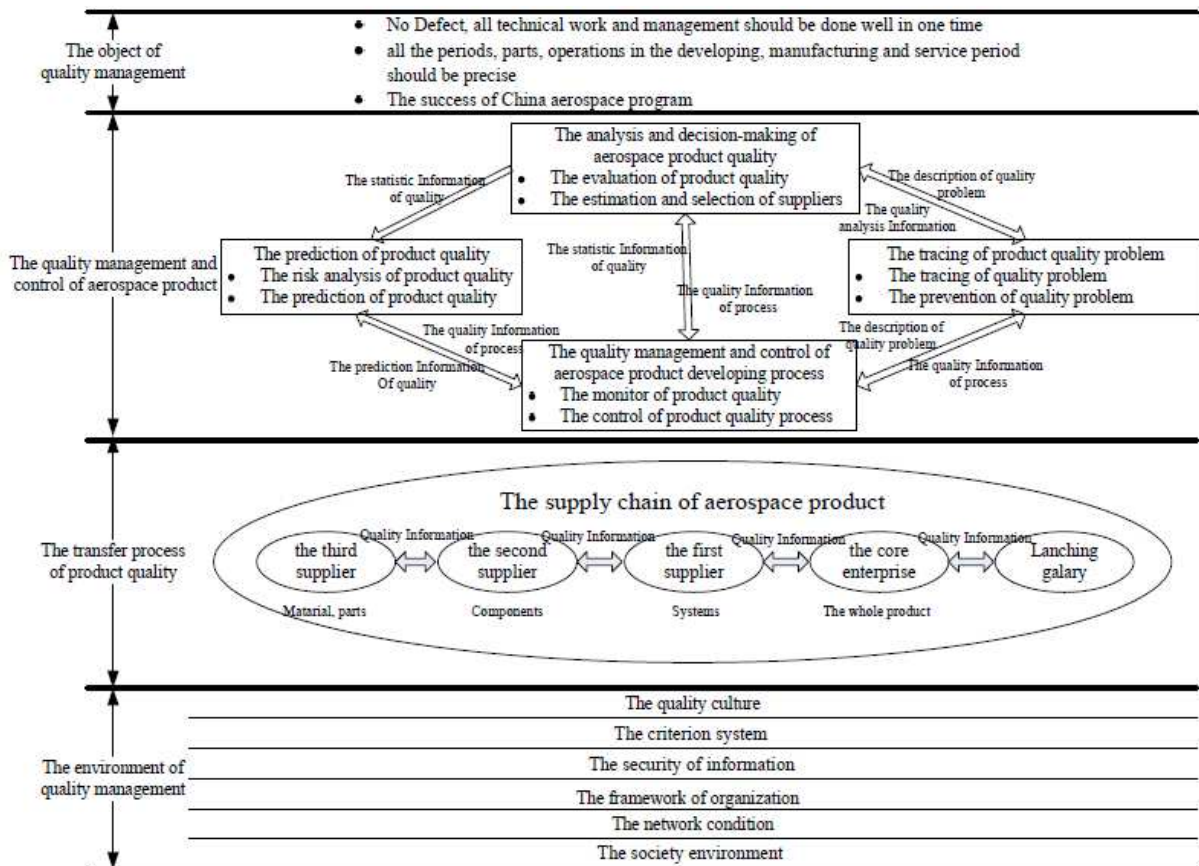 The object of
quality management
No Defect, all technical work and management should be done well in one time
all the periods, parts, operations in the developing, manufacturing and service period
should be precise
The success of China aerospace program
The quality management and
control of aerospace product
The analysis and decision-making of
aerospace product quality
The evaluation of product quality
The estimation and selection of suppliers
The statistic Information
of quality
The description of quality
problem
The quality
analysis Information
The prediction of product quality
The risk analysis of product quality
The prediction of product quality
The statistic Information
of quality
The quality Information of
process
The tracing of product quality problem
The tracing of quality problem
The prevention of quality problem
The quality Information
of process
The prediction Information
Of quality
The description of
quality problem
The quality Information
of process
The quality management and control of
aerospace product developing process
The monitor of product quality
The control of product quality process
The transfer process
of product quality
The supply chain of aerospace product
the third
supplier
Quality Information
the second
supplier
Quality Information
the first
supplier
Quality Information
the core
enterprise
Quality Information
Lanching
galary
Matarial, parts
Components
Systems
The whole product
The environment of
quality management
The quality culture
The criterion system
The security of information
The framework of organization
The network condition
The society environment